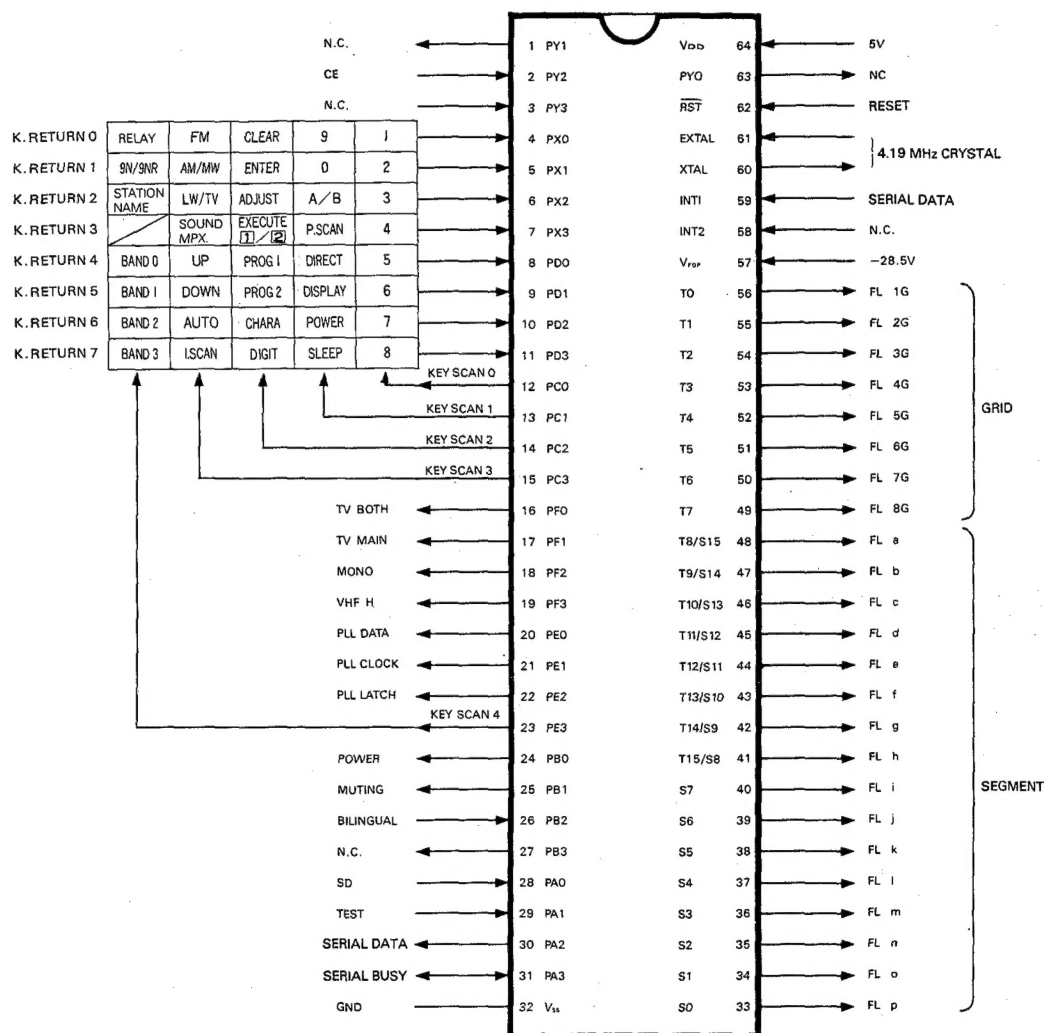 N.C. 1 PY1 VDD 64 5V
CE 2 PY2 PYO 63 NC
N.C. 3 PY3 RST 62 RESET
K.RETURN 0 RELAY FM CLEAR 9 1 4 PX0 EXTAL 61
4.19 MHz CRYSTAL
K.RETURN 1 9N/9NR AM/MW ENTER 0 2 5 PX1 XTAL 60
K.RETURN 2 STATION NAME LW/TV ADJUST A/B 3 6 PX2 INT1 59 SERIAL DATA
K.RETURN 3 SOUND MPX. EXECUTE 1/2 P.SCAN 4 7 PX3 INT2 58 N.C.
K.RETURN 4 BAND 0 UP PROG 1 DIRECT 5 8 PD0 VFDP 57 −28.5V
K.RETURN 5 BAND 1 DOWN PROG 2 DISPLAY 6 9 PD1 T0 56 FL 1G
K.RETURN 6 BAND 2 AUTO CHARA POWER 7 10 PD2 T1 55 FL 2G
K.RETURN 7 BAND 3 I.SCAN DIGIT SLEEP 8 11 PD3 T2 54 FL 3G
KEY SCAN 0 12 PC0 T3 53 FL 4G
GRID
KEY SCAN 1 13 PC1 T4 52 FL 5G
KEY SCAN 2 14 PC2 T5 51 FL 6G
KEY SCAN 3 15 PC3 T6 50 FL 7G
TV BOTH 16 PF0 T7 49 FL 8G
TV MAIN 17 PF1 T8/S15 48 FL a
MONO 18 PF2 T9/S14 47 FL b
VHF H 19 PF3 T10/S13 46 FL c
PLL DATA 20 PE0 T11/S12 45 FL d
PLL CLOCK 21 PE1 T12/S11 44 FL e
PLL LATCH 22 PE2 T13/S10 43 FL f
KEY SCAN 4 23 PE3 T14/S9 42 FL g
POWER 24 PB0 T15/S8 41 FL h
MUTING 25 PB1 S7 40 FL i
SEGMENT
BILINGUAL 26 PB2 S6 39 FL j
N.C. 27 PB3 S5 38 FL k
SD 28 PA0 S4 37 FL l
TEST 29 PA1 S3 36 FL m
SERIAL DATA 30 PA2 S2 35 FL n
SERIAL BUSY 31 PA3 S1 34 FL o
GND 32 Vss S0 33 FL p